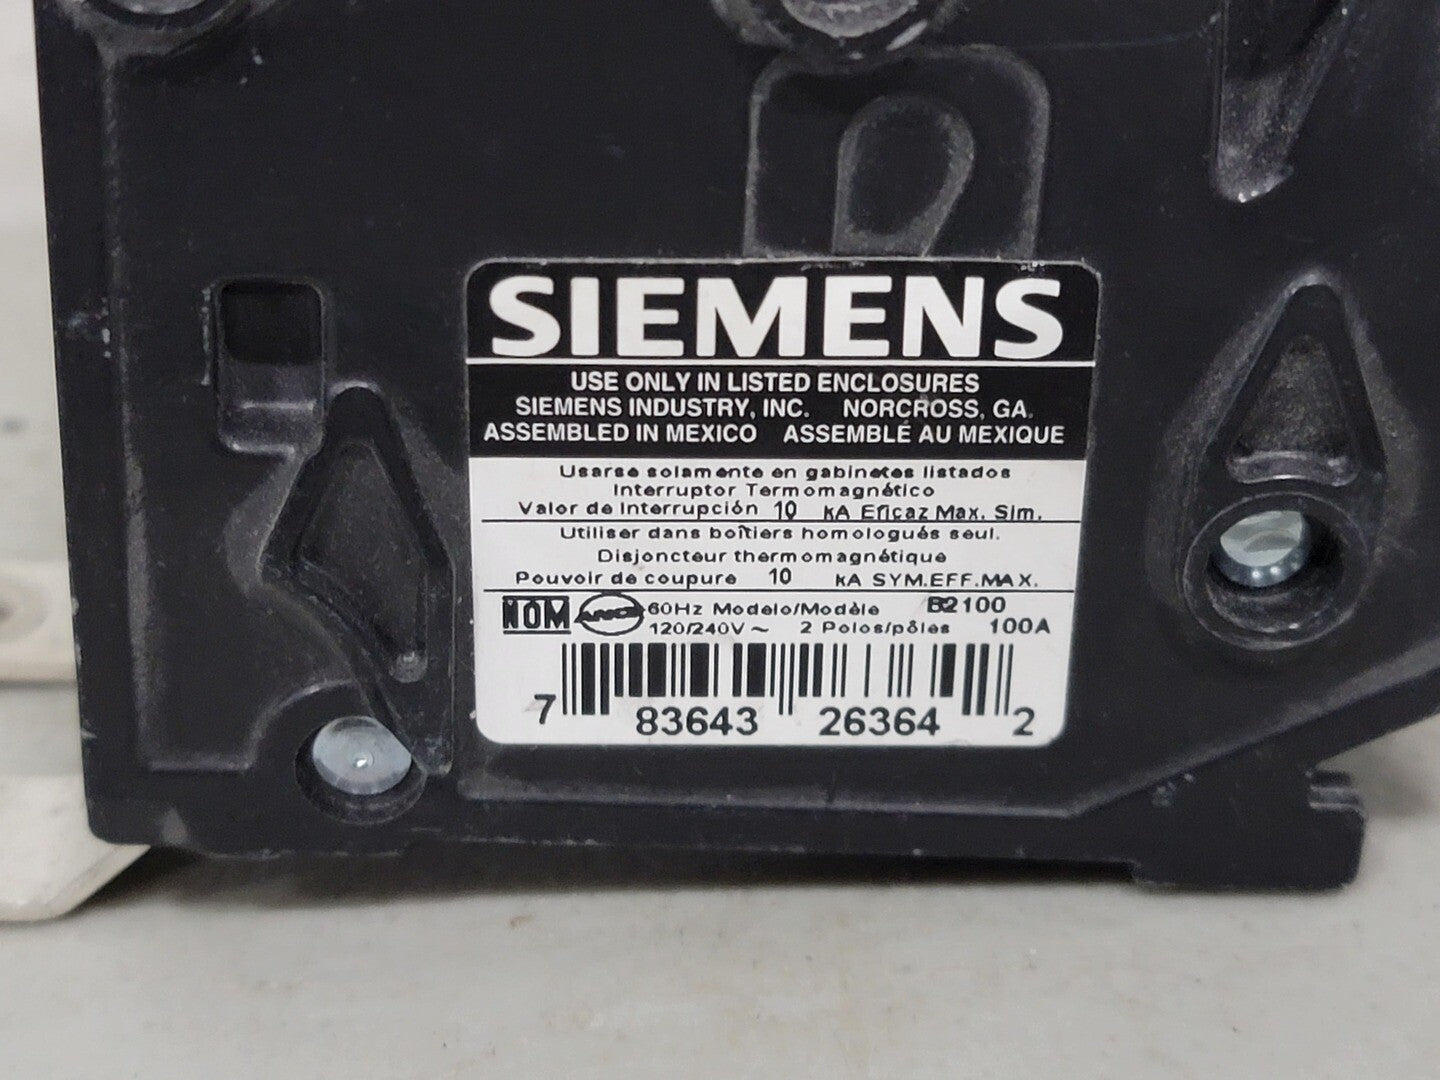 SIEMENS
USE ONLY IN LISTED ENCLOSURES
SIEMENS INDUSTRY, INC. NORCROSS, GA.
ASSEMBLED IN MEXICO ASSEMBLÉ AU MEXIQUE
Usarse solamente en gabinetes listados
Interruptor Termomagnético
Valor de Interrupción 10 kA Eficaz Max. Sim.
Utiliser dans boîtiers homologués seul.
Disjoncteur thermomagnétique
Pouvoir de coupure 10 kA SYM.EFF.MAX.
NOM ANCE 60Hz Modelo/Modèle B2100
120/240V ~ 2 Polos/pôles 100A
7 83643 26364 2